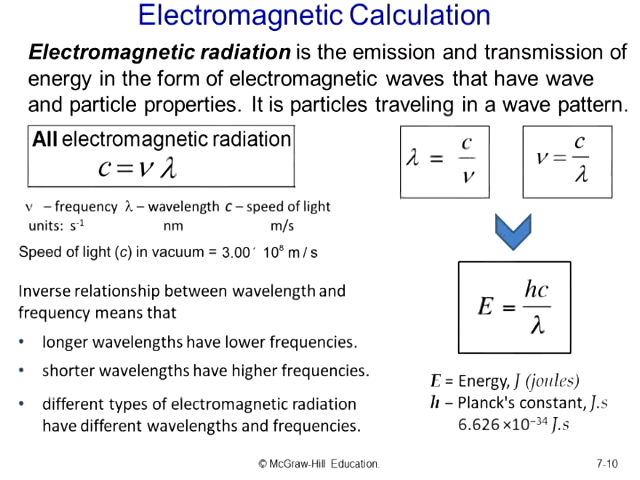 Electromagnetic Calculation
Electromagnetic radiation is the emission and transmission of
energy in the form of electromagnetic waves that have wave
and particle properties. It is particles traveling in a wave pattern.
All electromagnetic radiation
c = ν λ
λ = c/ν
ν = c/λ
ν – frequency λ – wavelength c – speed of light
units: s⁻¹ nm m/s
Speed of light (c) in vacuum = 3.00´ 10⁸ m / s
E = hc/λ
Inverse relationship between wavelength and
frequency means that
• longer wavelengths have lower frequencies.
• shorter wavelengths have higher frequencies.
• different types of electromagnetic radiation
have different wavelengths and frequencies.
E = Energy, J (joules)
h – Planck's constant, J.s
6.626 ×10⁻³⁴ J.s
© McGraw-Hill Education.
7-10